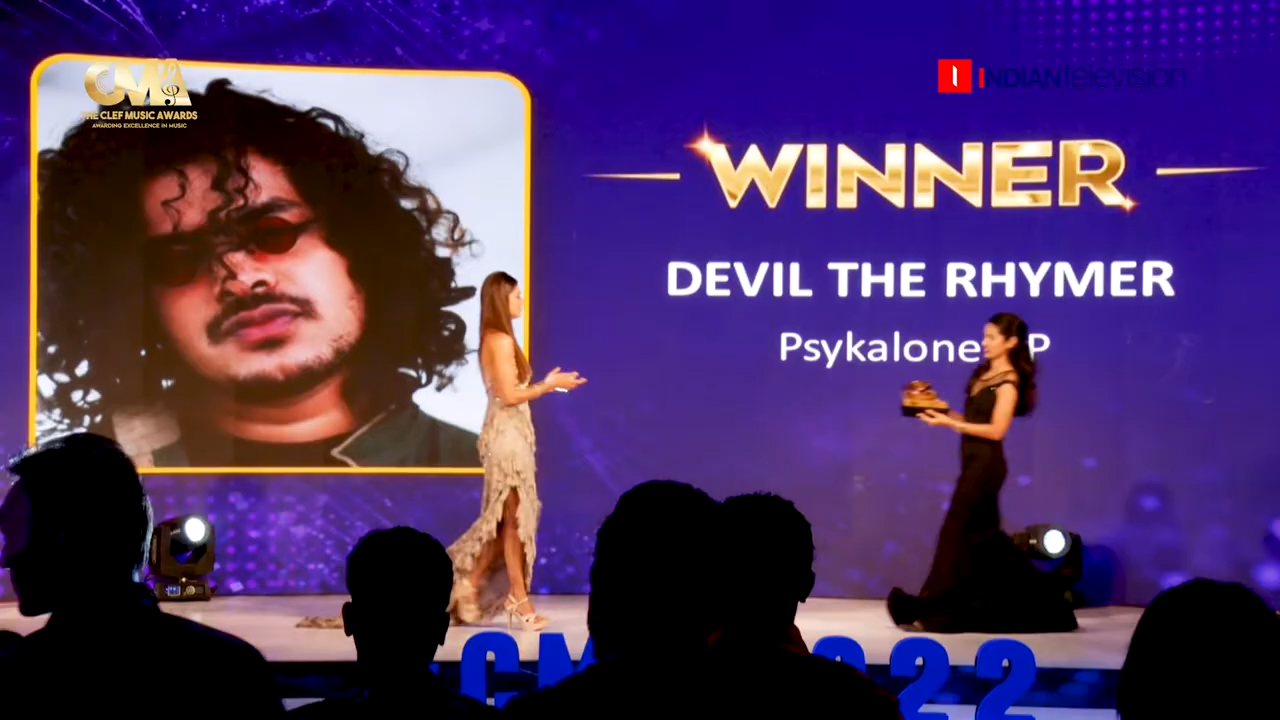 CMA
THE CLEF MUSIC AWARDS
AWARDING EXCELLENCE IN MUSIC
INDIANtelevision
WINNER
DEVIL THE RHYMER
P